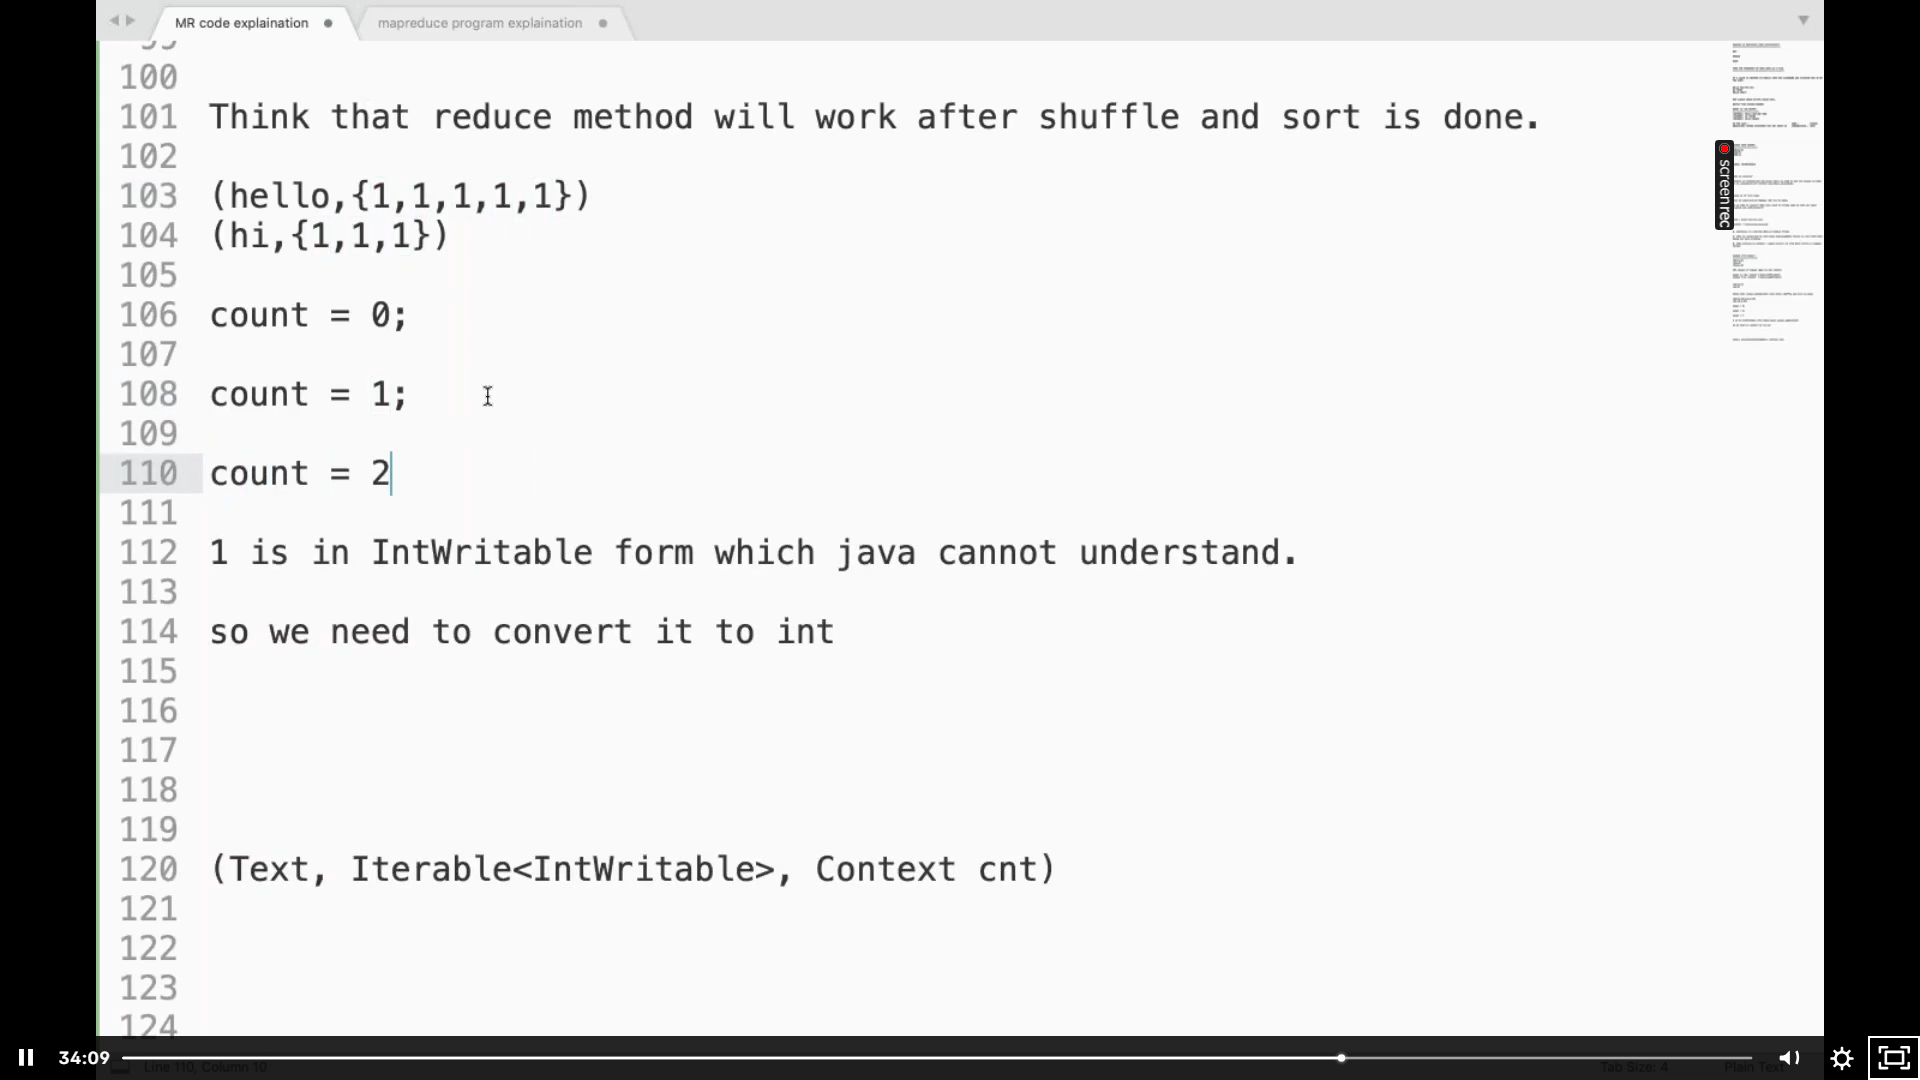 MR code explaination
mapreduce program explaination
99
100
101 Think that reduce method will work after shuffle and sort is done.
102
103 (hello,{1,1,1,1,1})
104 (hi,{1,1,1})
105
106 count = 0;
107
108 count = 1;
109
110 count = 2
111
112 1 is in IntWritable form which java cannot understand.
113
114 so we need to convert it to int
115
116
117
118
119
120 (Text, Iterable<IntWritable>, Context cnt)
121
122
123
124
screenrec
34:09
Line 110, Column 10
Tab Size: 4
Plain Text